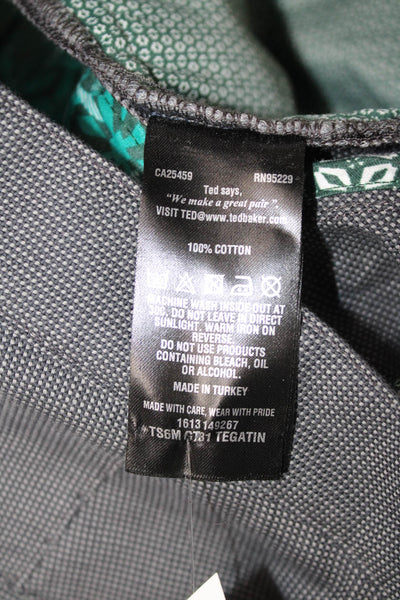 CA25459 RN95229
Ted says,
"We make a great pair".
VISIT TED@www.tedbaker.com
100% COTTON
MACHINE WASH INSIDE OUT AT
30C. DO NOT LEAVE IN DIRECT
SUNLIGHT. WARM IRON ON
REVERSE.
DO NOT USE PRODUCTS
CONTAINING BLEACH, OIL
OR ALCOHOL.
MADE IN TURKEY
MADE WITH CARE, WEAR WITH PRIDE
1613149267
TEGATIN